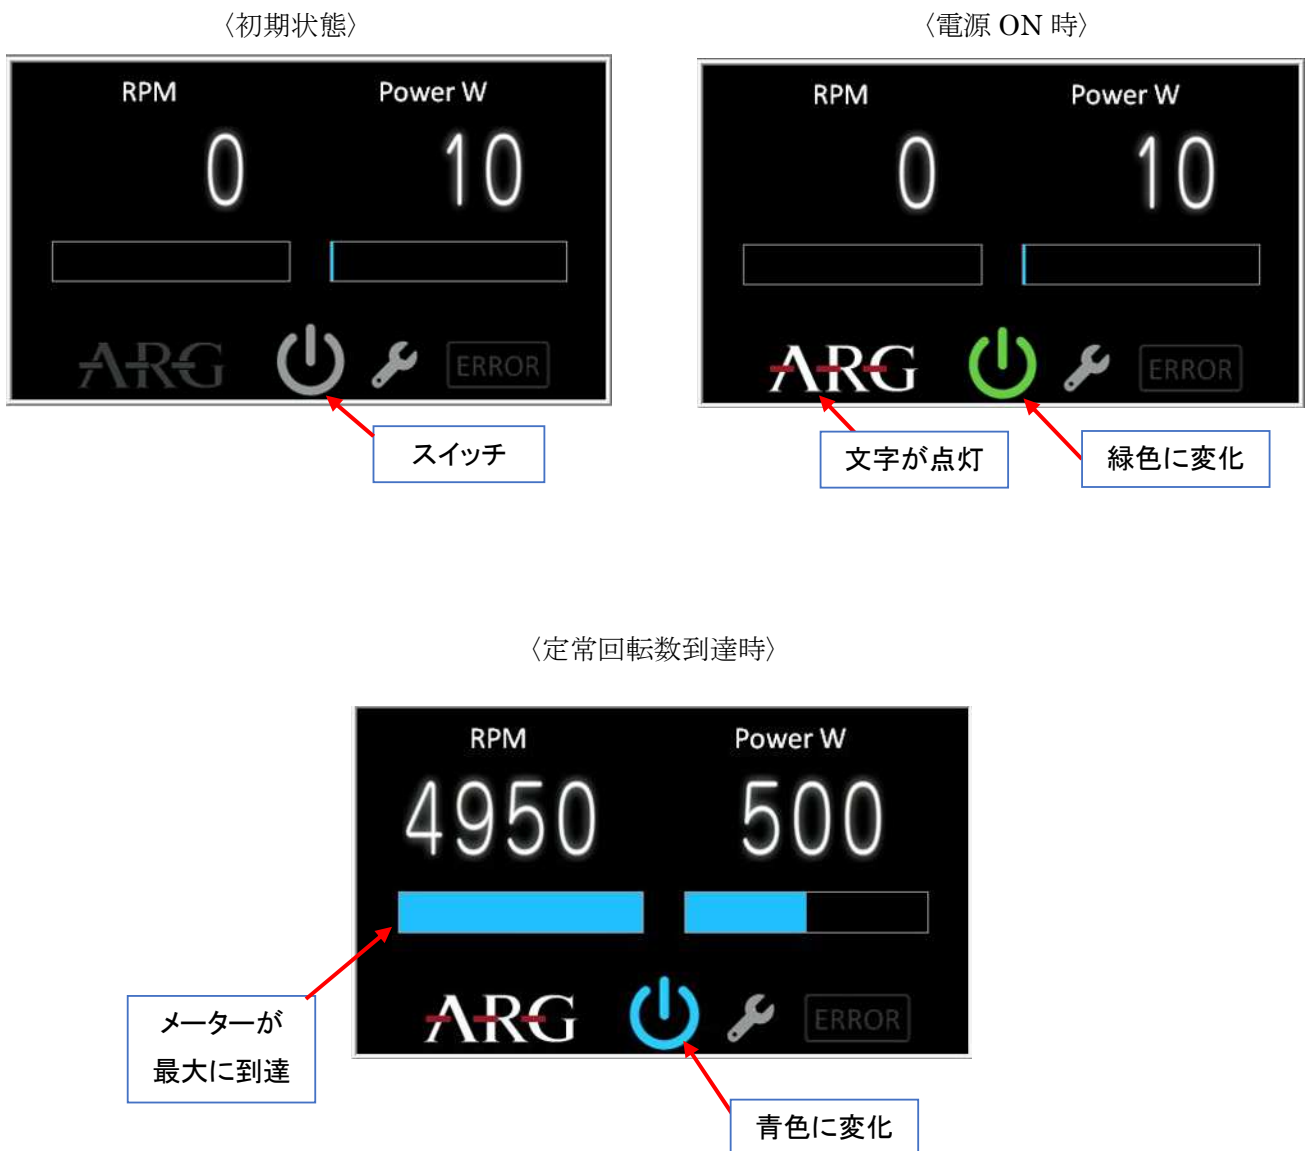 〈初期状態〉
〈電源 ON 時〉
RPM
Power W
0
10
ARG
ERROR
スイッチ
RPM
Power W
0
10
ARG
ERROR
文字が点灯
緑色に変化
〈定常回転数到達時〉
RPM
Power W
4950
500
ARG
ERROR
メーターが
最大に到達
青色に変化